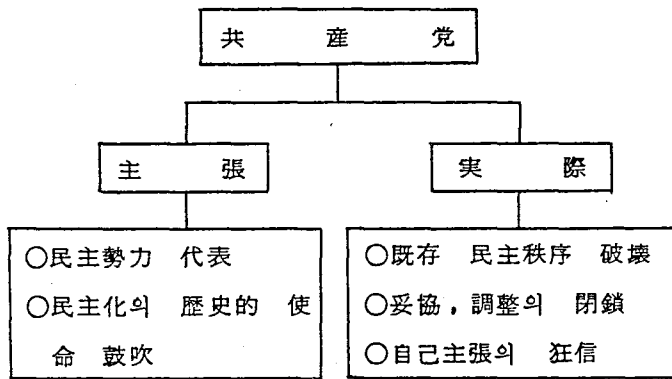 共産党
主張
実際
○民主勢力 代表
○民主化의 歴史的 使
命 鼓吹
○既存 民主秩序 破壊
○妥協, 調整의 閉鎖
○自己主張의 狂信